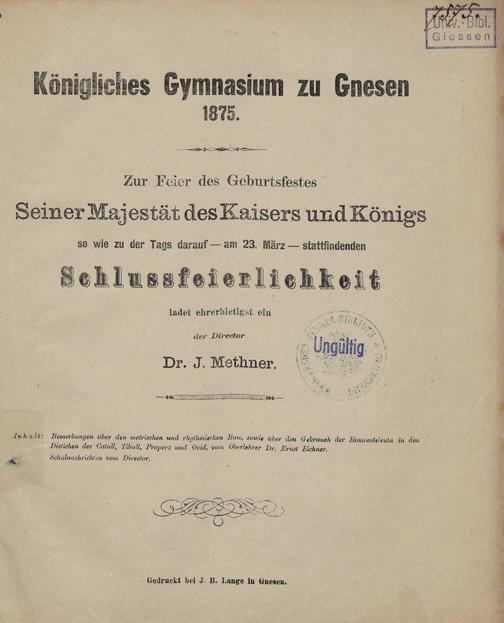 7575.
Univ.-Bibl.
Giessen
Königliches Gymnasium zu Gnesen
1875.
Zur Feier des Geburtsfestes
Seiner Majestät des Kaisers und Königs
so wie zu der Tags darauf — am 23. März — stattfindenden
Schlussfeierlichkeit
ladet ehrerbietigst ein
der Director
Dr. J. Methner.
Ungültig
Inhalt: Bemerkungen über den metrischen und rhythmischen Bau, sowie über den Gebrauch der Homoeoteleuta in den
Distichen des Catull, Tibull, Properz und Ovid, vom Oberlehrer Dr. Ernst Eichner.
Schulnachrichten vom Director.
Gedruckt bei J. B. Lange in Gnesen.